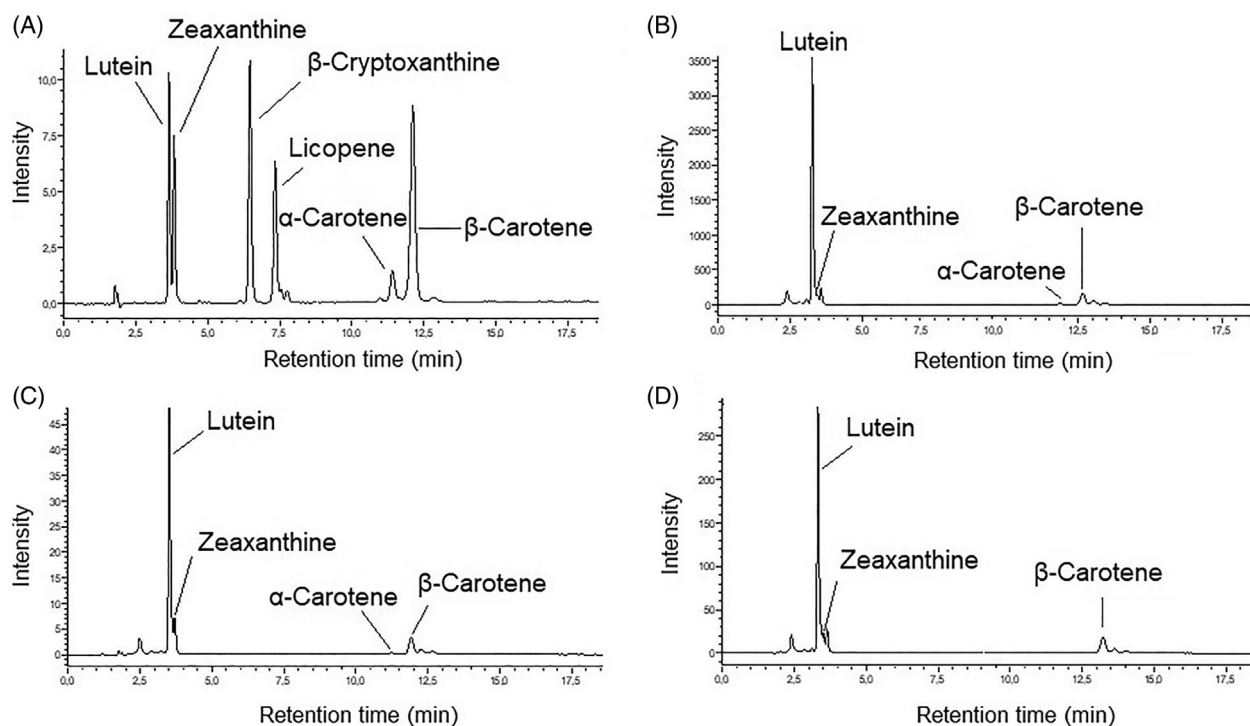 (A)
Zeaxanthine
Lutein
β-Cryptoxanthine
Licopene
α-Carotene
β-Carotene
Intensity
10,0
7,5
5,0
2,5
0,0
0,0 2,5 5,0 7,5 10,0 12,5 15,0 17,5
Retention time (min)
(B)
Lutein
Zeaxanthine
β-Carotene
α-Carotene
Intensity
3500
3000
2500
2000
1500
1000
500
0
0,0 2,5 5,0 7,5 10,0 12,5 15,0 17,5
Retention time (min)
(C)
Lutein
Zeaxanthine
α-Carotene
β-Carotene
Intensity
45
40
35
30
25
20
15
10
5
0
0,0 2,5 5,0 7,5 10,0 12,5 15,0 17,5
Retention time (min)
(D)
Lutein
Zeaxanthine
β-Carotene
Intensity
250
200
150
100
50
0
0,0 2,5 5,0 7,5 10,0 12,5 15,0 17,5
Retention time (min)